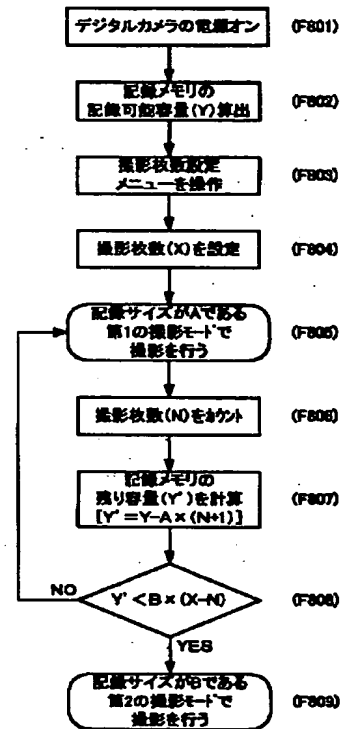 デジタルカメラの電源オン (F801)
記録メモリの
記録可能容量(Y)算出 (F802)
撮影枚数設定
メニューを操作 (F803)
撮影枚数(X)を設定 (F804)
記録サイズがAである
第1の撮影モードで
撮影を行う (F805)
撮影枚数(N)をカウント (F806)
記録メモリの
残り容量(Y')を計算
[Y'=Y-A×(N+1)] (F807)
NO
Y'<B×(X-N) (F808)
YES
記録サイズがBである
第2の撮影モードで
撮影を行う (F809)